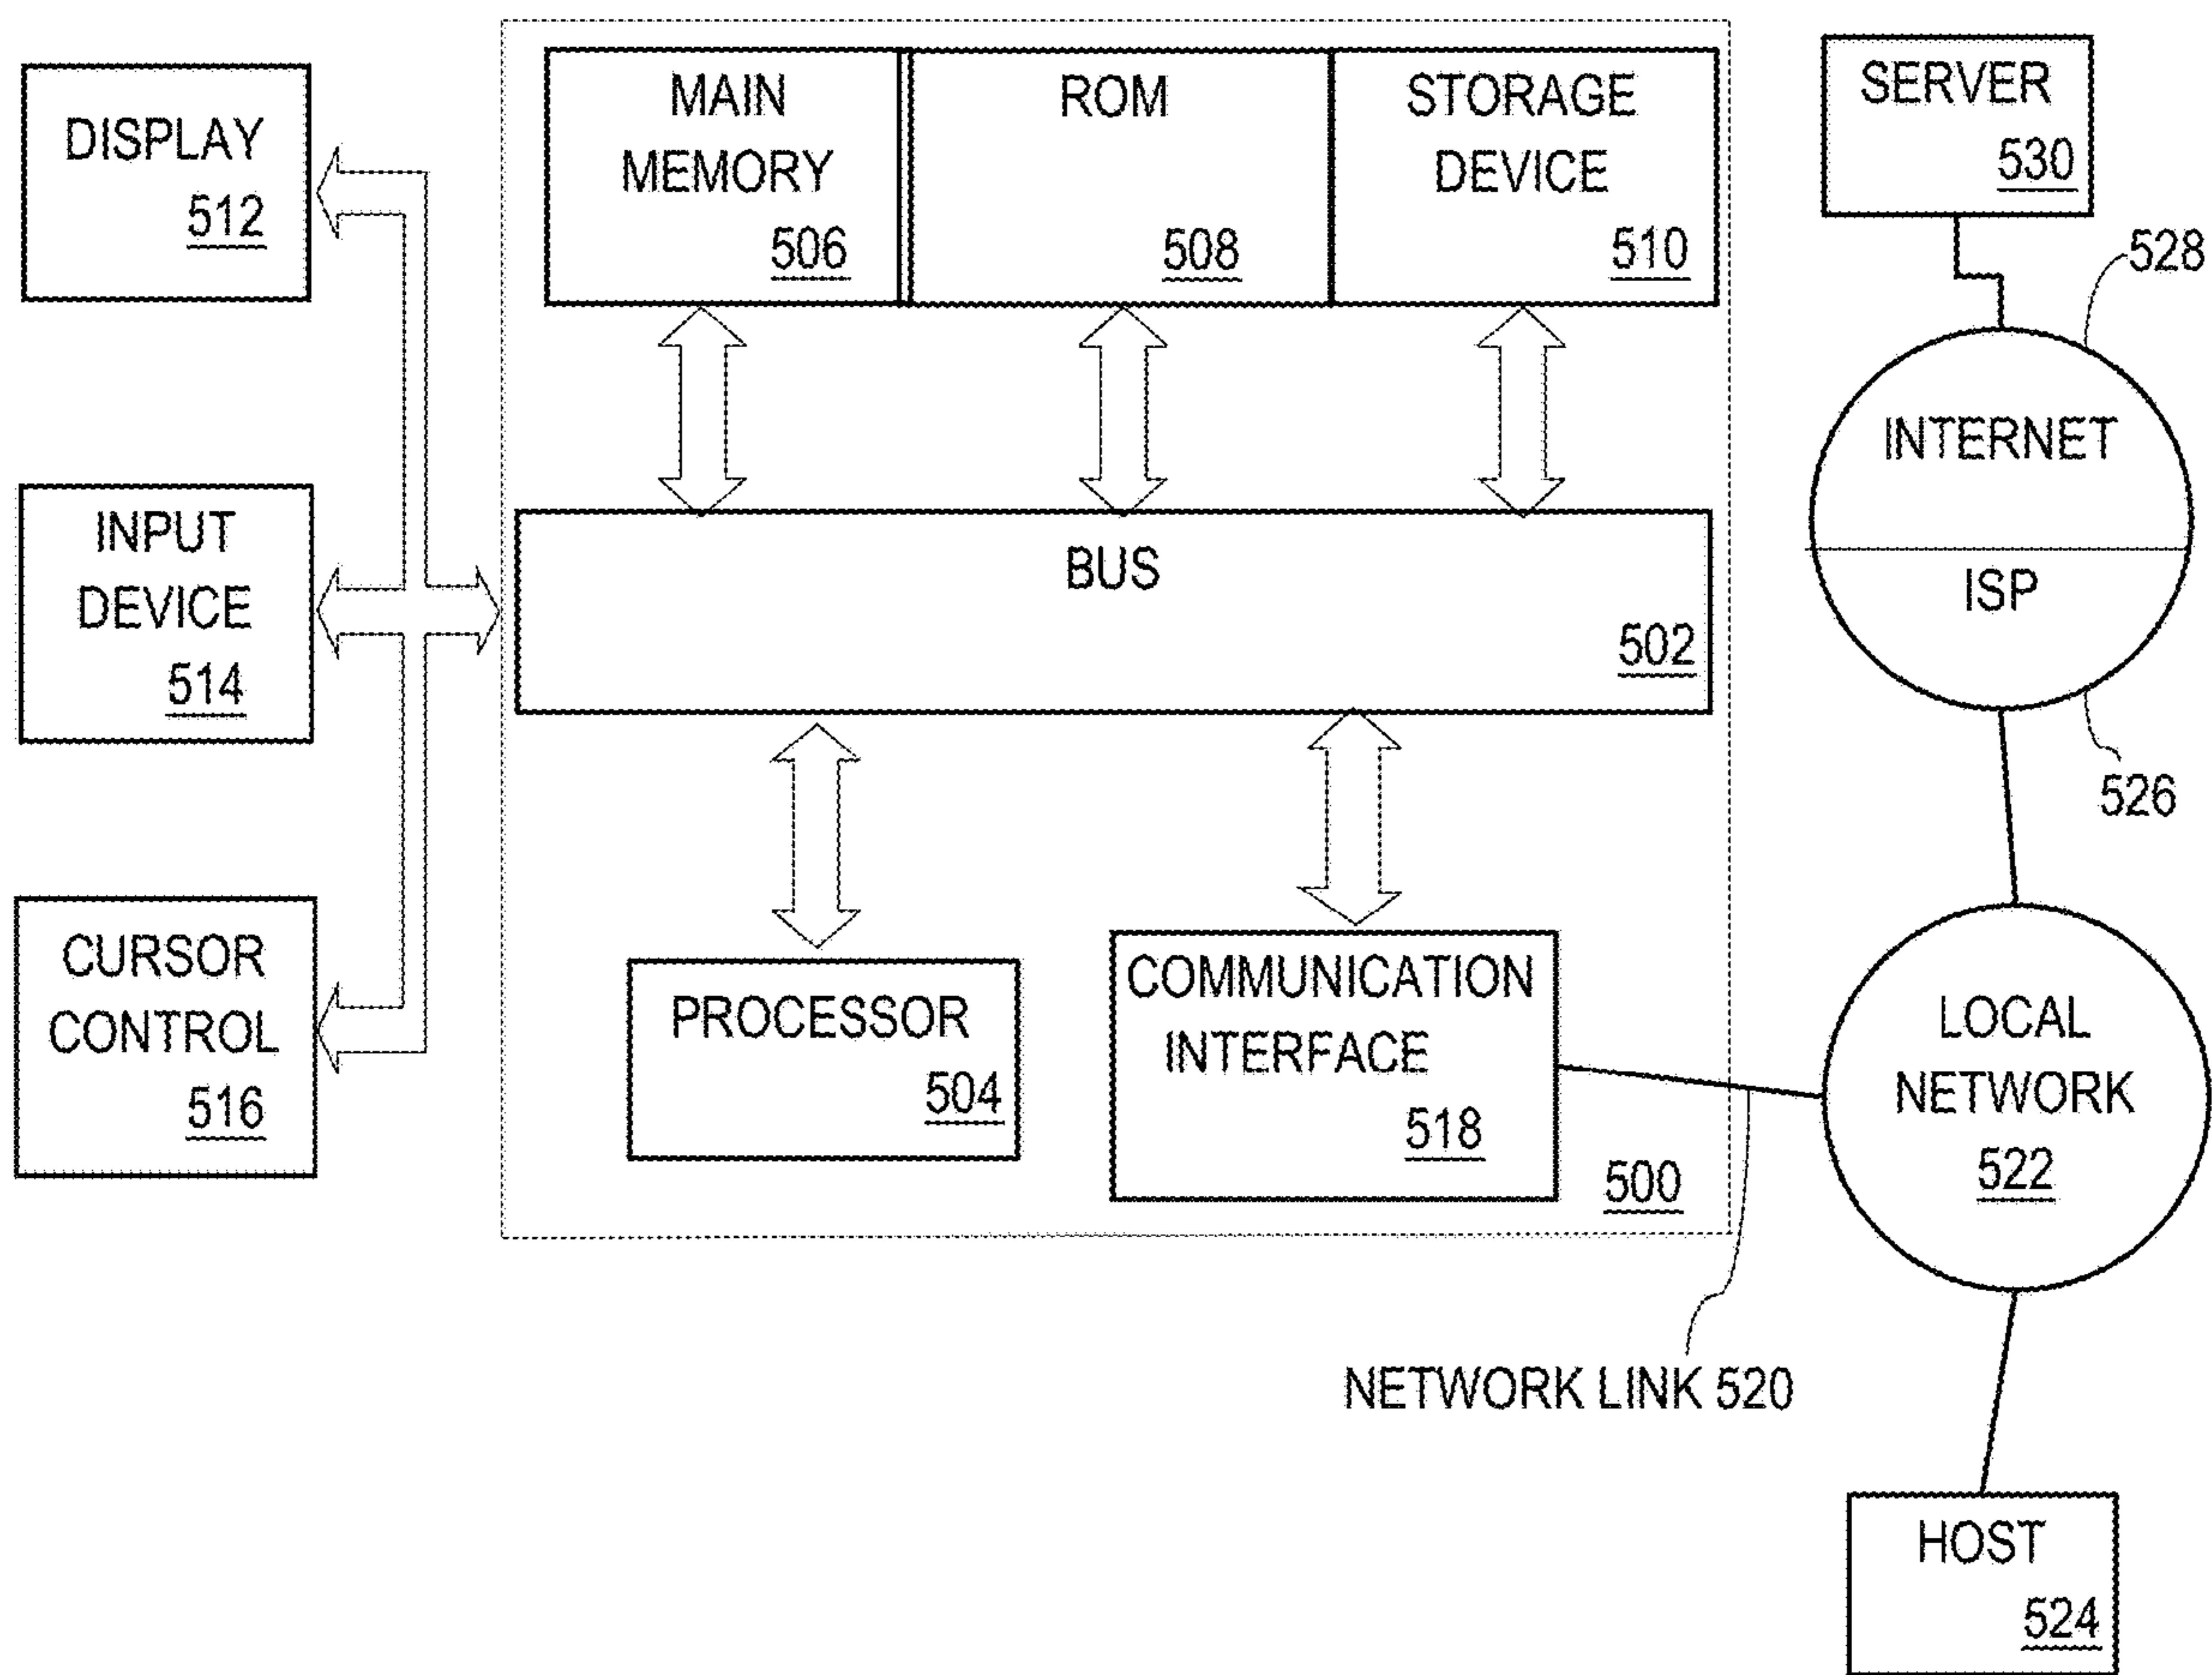 DISPLAY
512
INPUT
DEVICE
514
CURSOR
CONTROL
516
MAIN
MEMORY
506
ROM
508
STORAGE
DEVICE
510
BUS
502
PROCESSOR
504
COMMUNICATION
INTERFACE
518
500
SERVER
530
528
INTERNET
ISP
526
LOCAL
NETWORK
522
NETWORK LINK 520
HOST
524